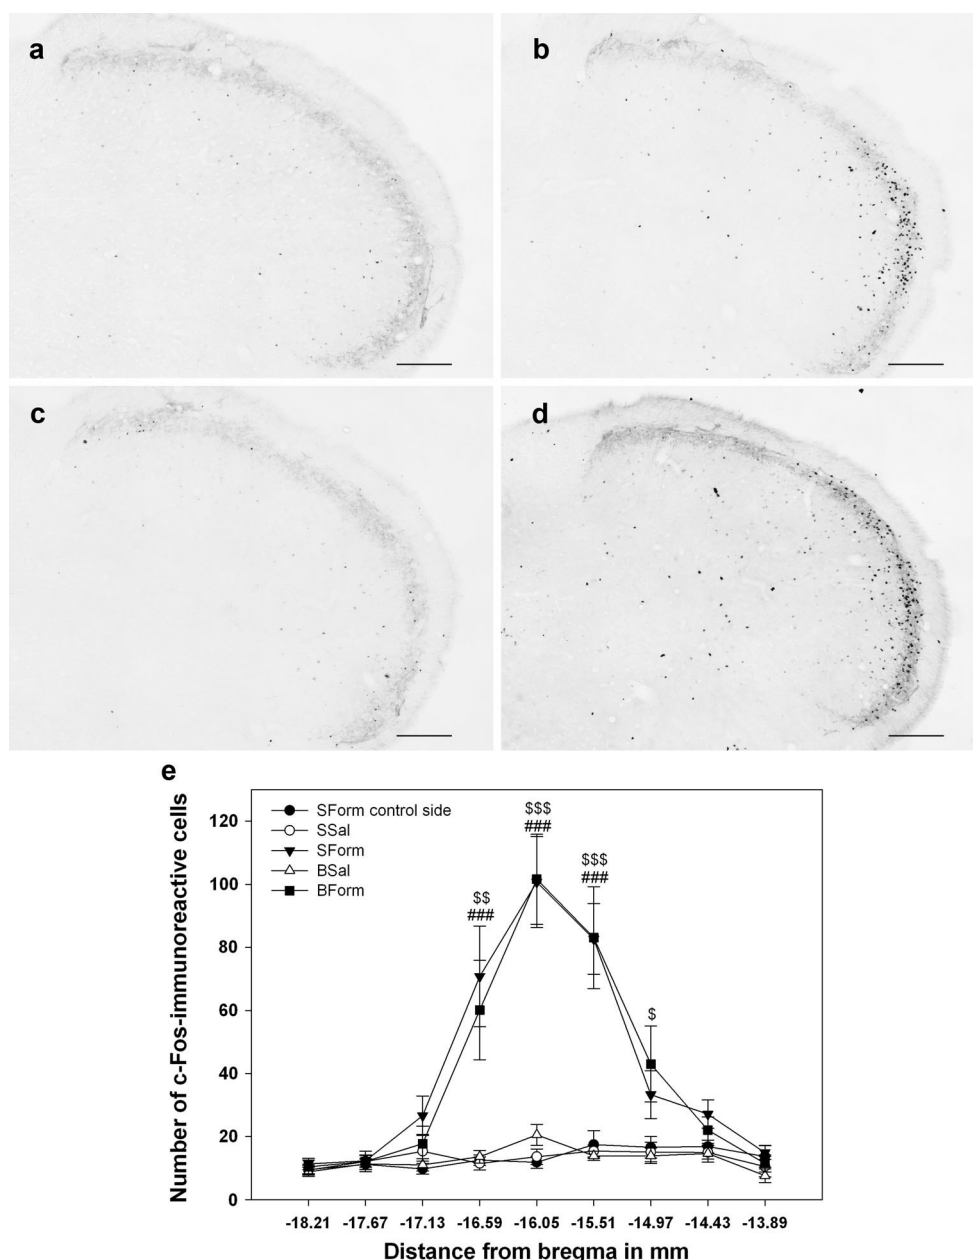 a
b
c
d
e
Number of c-Fos-immunoreactive cells
120
100
80
60
40
20
0
SForm control side
SSal
SForm
BSal
BForm
$$
###
$$$
###
$$$
###
$
-18.21 -17.67 -17.13 -16.59 -16.05 -15.51 -14.97 -14.43 -13.89
Distance from bregma in mm